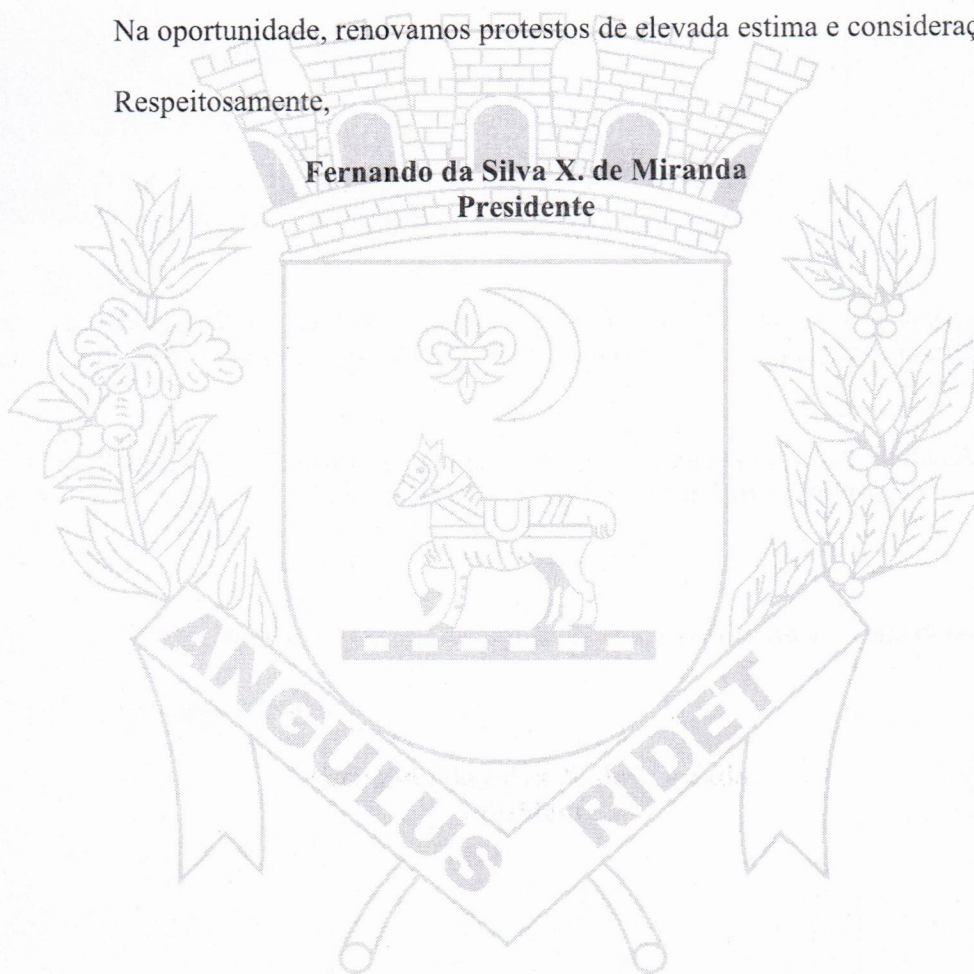 Na oportunidade, renovamos protestos de elevada estima e consideraç
Respeitosamente,
Fernando da Silva X. de Miranda
Presidente
ANGULUS RIDET